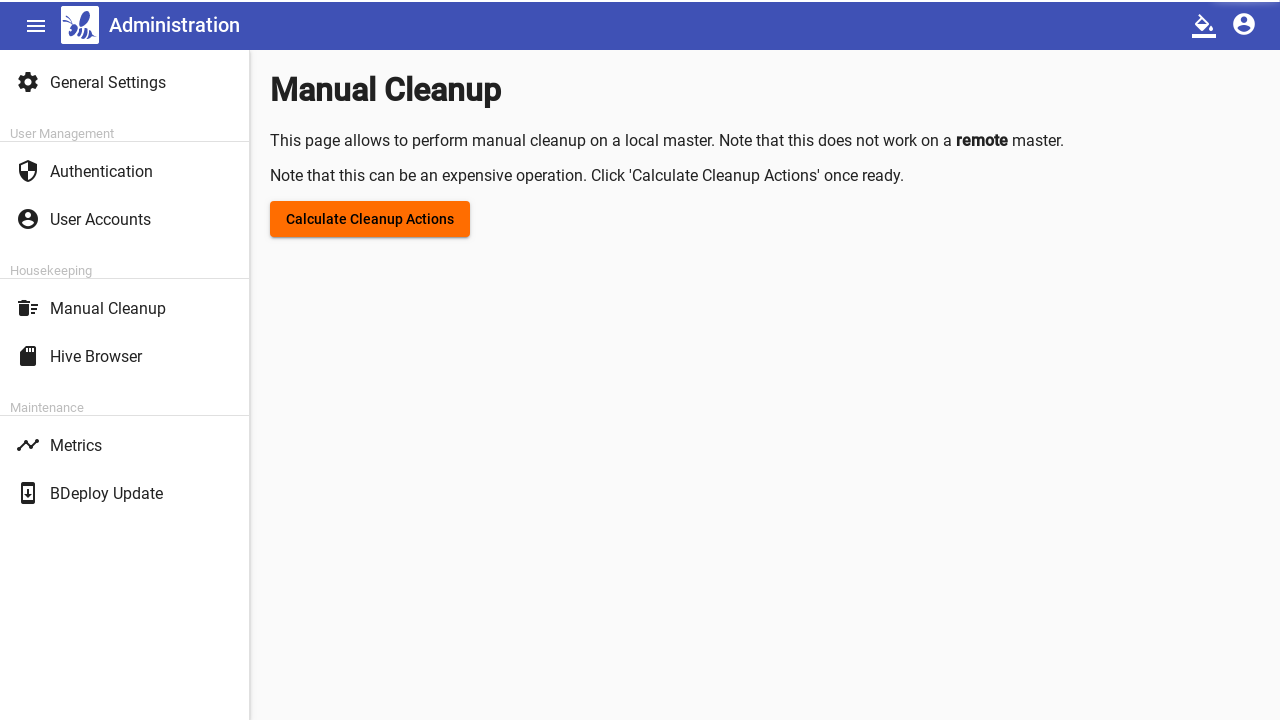 Administration
General Settings
User Management
Authentication
User Accounts
Housekeeping
Manual Cleanup
Hive Browser
Maintenance
Metrics
BDeploy Update
Manual Cleanup
This page allows to perform manual cleanup on a local master. Note that this does not work on a remote master.
Note that this can be an expensive operation. Click 'Calculate Cleanup Actions' once ready.
Calculate Cleanup Actions